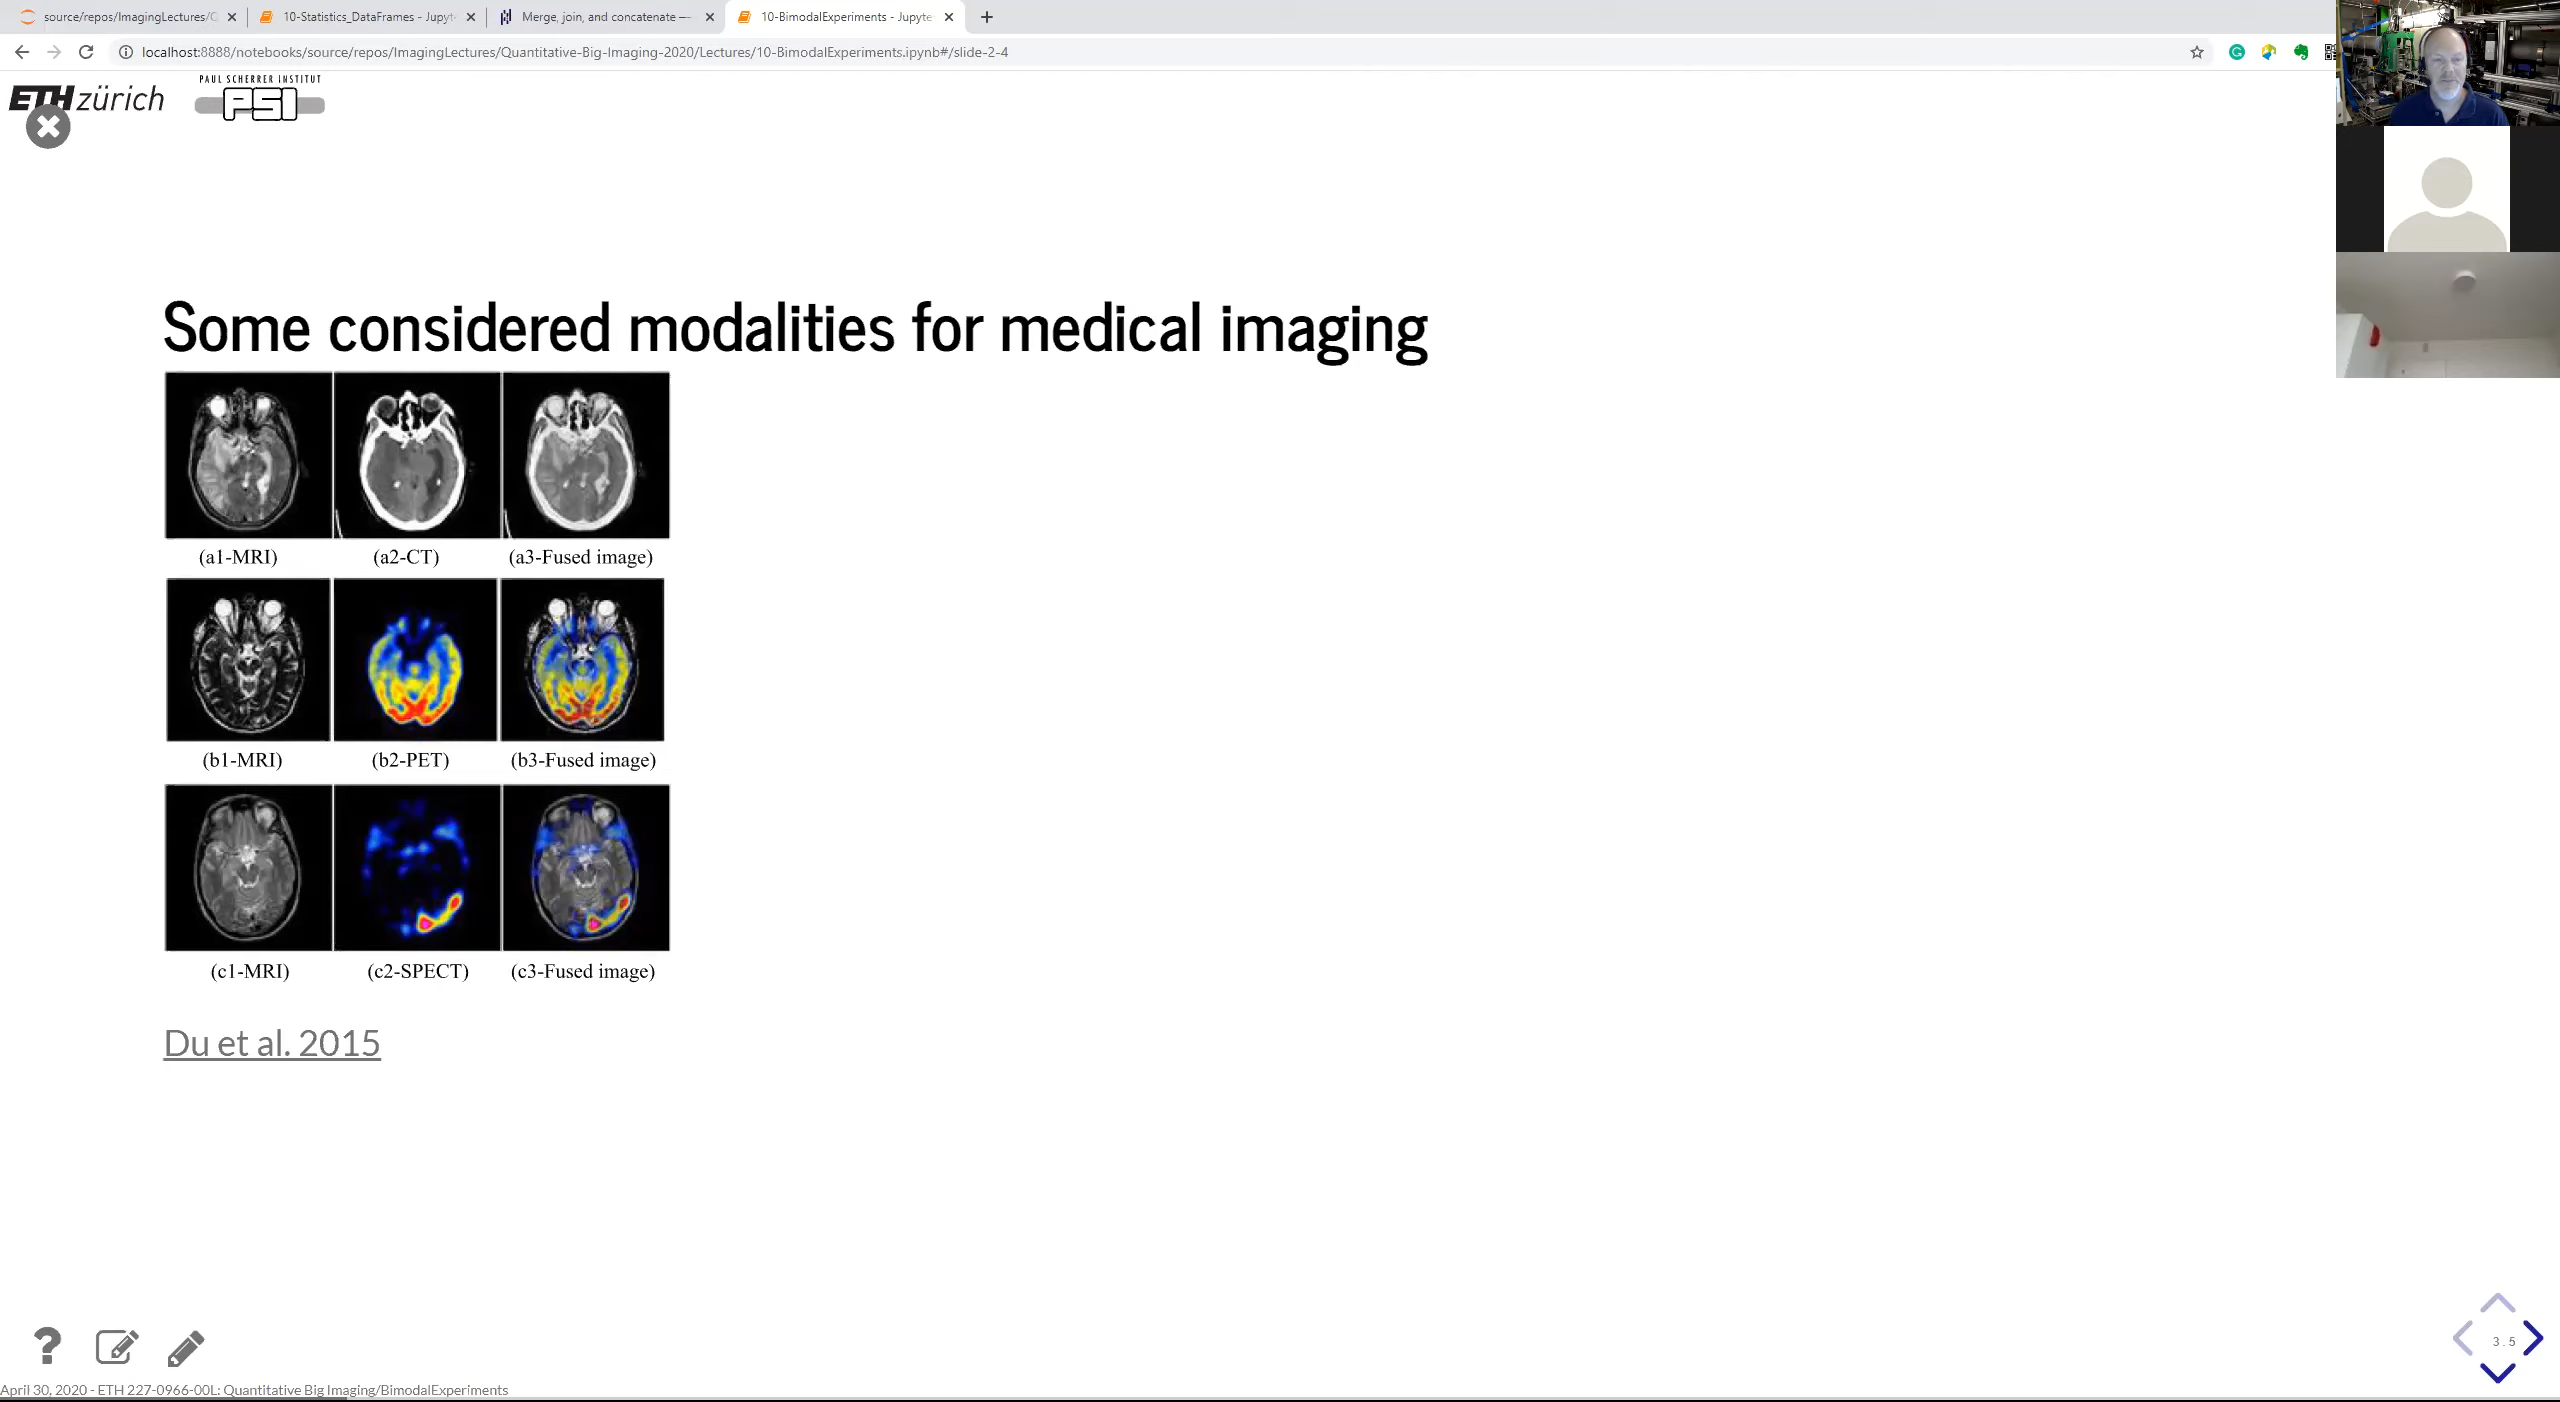 source/repos/ImagingLectures/Q
10-Statistics_DataFrames - Jupyt
Merge, join, and concatenate —
10-BimodalExperiments - Jupyte
localhost:8888/notebooks/source/repos/ImagingLectures/Quantitative-Big-Imaging-2020/Lectures/10-BimodalExperiments.ipynb#/slide-2-4
ETH zürich
PAUL SCHERRER INSTITUT
PSI
Some considered modalities for medical imaging
(a1-MRI) (a2-CT) (a3-Fused image)
(b1-MRI) (b2-PET) (b3-Fused image)
(c1-MRI) (c2-SPECT) (c3-Fused image)
Du et al. 2015
3.5
April 30, 2020 - ETH 227-0966-00L: Quantitative Big Imaging/BimodalExperiments